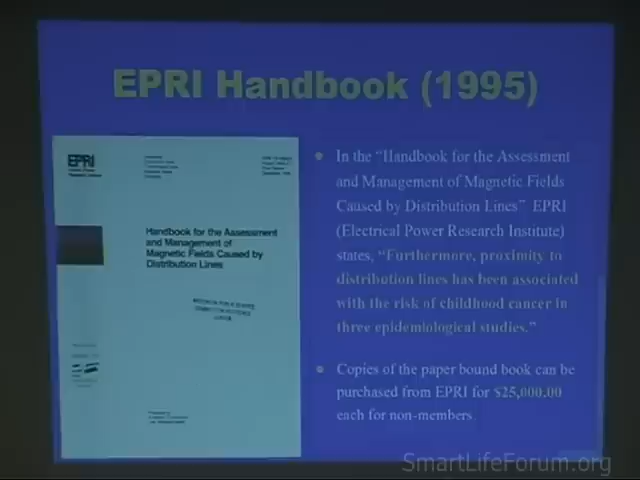 EPRI Handbook (1995)
EPRI
Handbook for the Assessment
and Management of
Magnetic Fields Caused by
Distribution Lines
In the "Handbook for the Assessment
and Management of Magnetic Fields
Caused by Distribution Lines" EPRI
(Electrical Power Research Institute)
states, "Furthermore, proximity to
distribution lines has been associated
with the risk of childhood cancer in
three epidemiological studies."
Copies of the paper bound book can be
purchased from EPRI for $25,000.00
each for non-members.
SmartLifeForum.org